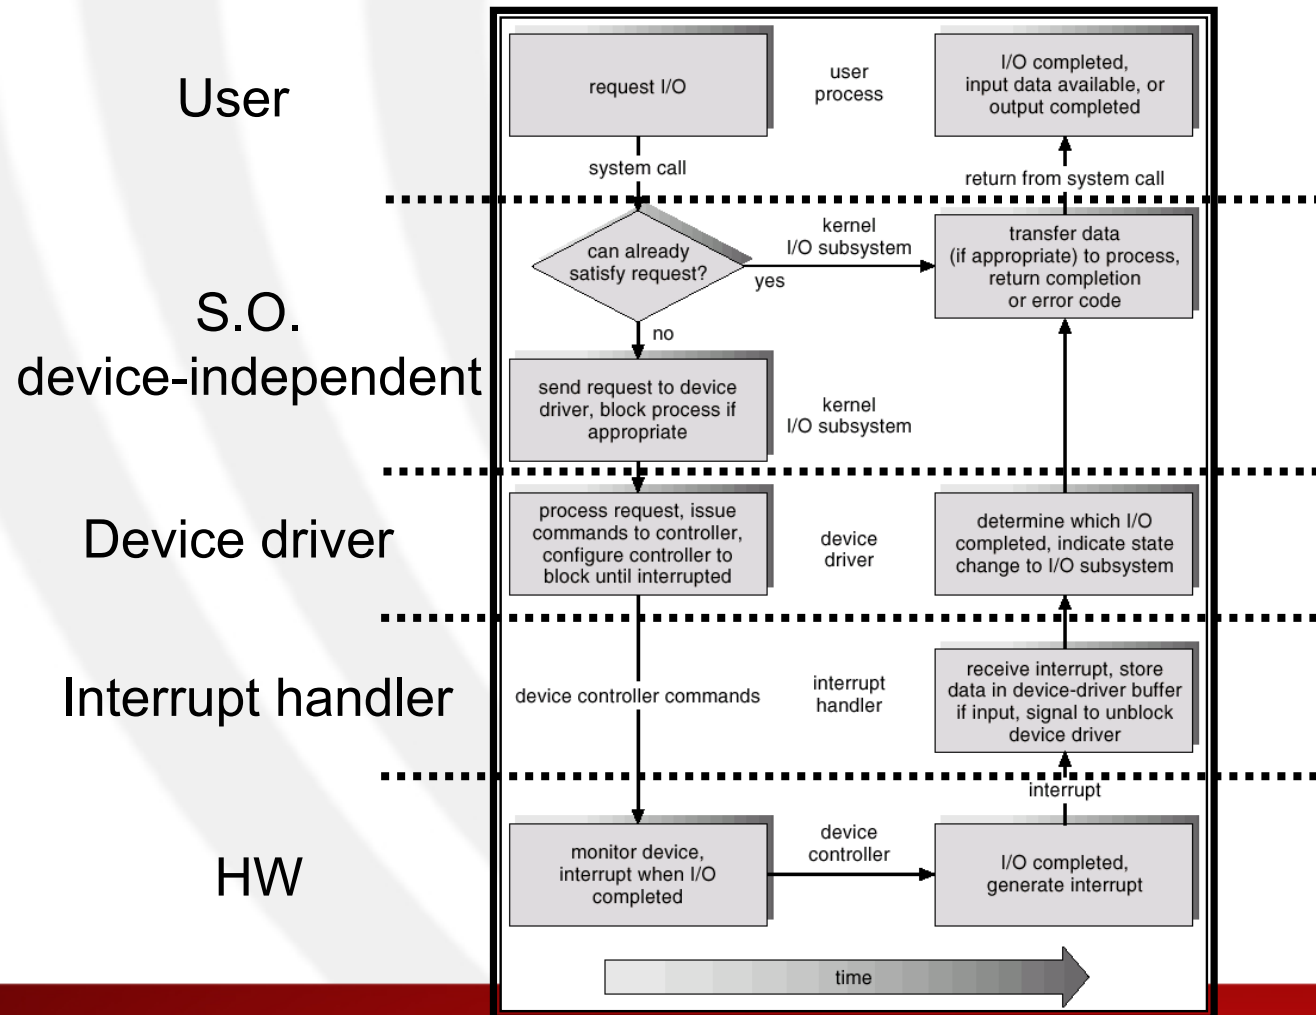 User
request I/O
user
process
I/O completed,
input data available, or
output completed
system call
return from system call
S.O.
device-independent
can already
satisfy request?
kernel
I/O subsystem
yes
transfer data
(if appropriate) to process,
return completion
or error code
no
send request to device
driver, block process if
appropriate
kernel
I/O subsystem
Device driver
process request, issue
commands to controller,
configure controller to
block until interrupted
device
driver
determine which I/O
completed, indicate state
change to I/O subsystem
Interrupt handler
device controller commands
interrupt
handler
receive interrupt, store
data in device-driver buffer
if input, signal to unblock
device driver
interrupt
HW
monitor device,
interrupt when I/O
completed
device
controller
I/O completed,
generate interrupt
time